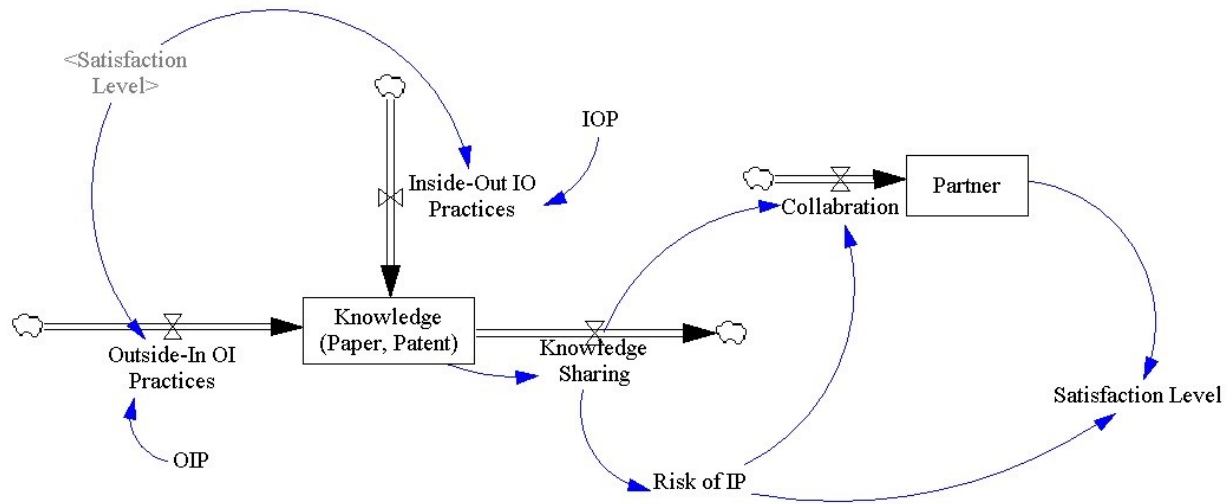 <Satisfaction
Level>
IOP
Inside-Out IO
Practices
Partner
Collabration
Knowledge
(Paper, Patent)
Outside-In OI
Practices
Knowledge
Sharing
Satisfaction Level
OIP
Risk of IP